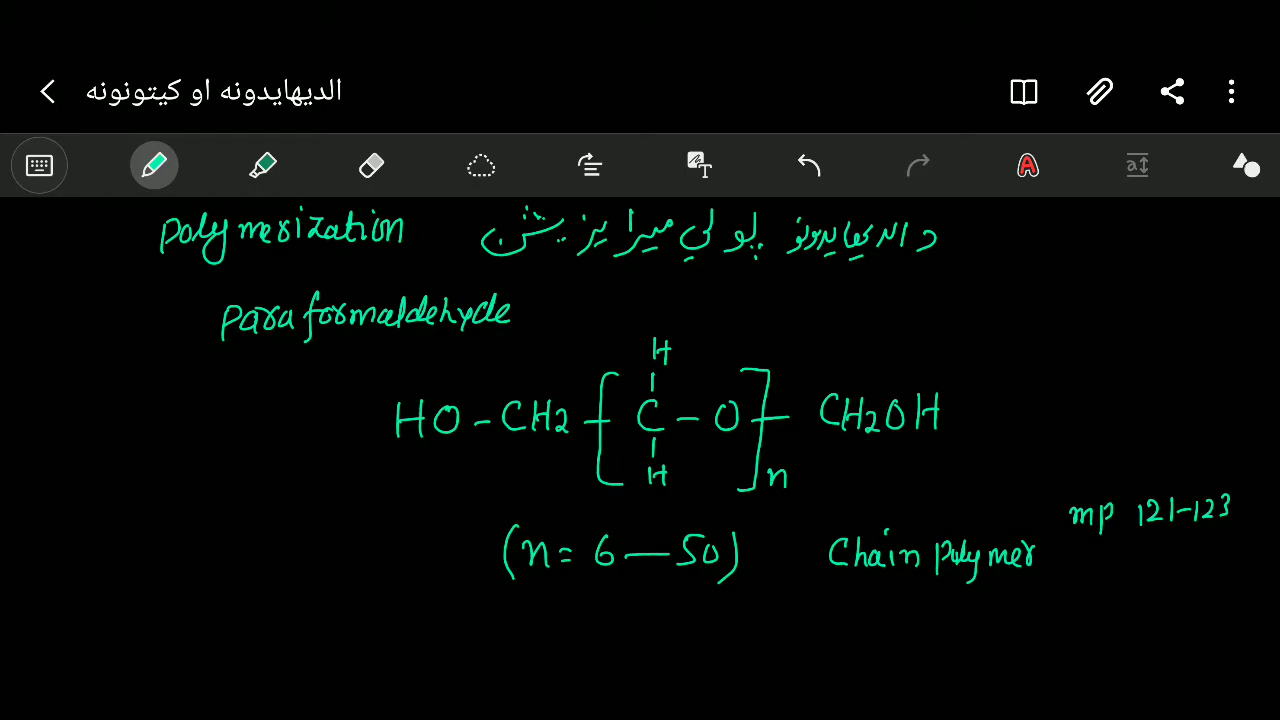 الديهايدونه او کيتونونه
polymerization د الديهايدونو پولي ميرايزيشن
paraformaldehyde
H
HO-CH2-[C-O]n-CH2OH
H
(n=6—50) Chain polymer mp 121-123